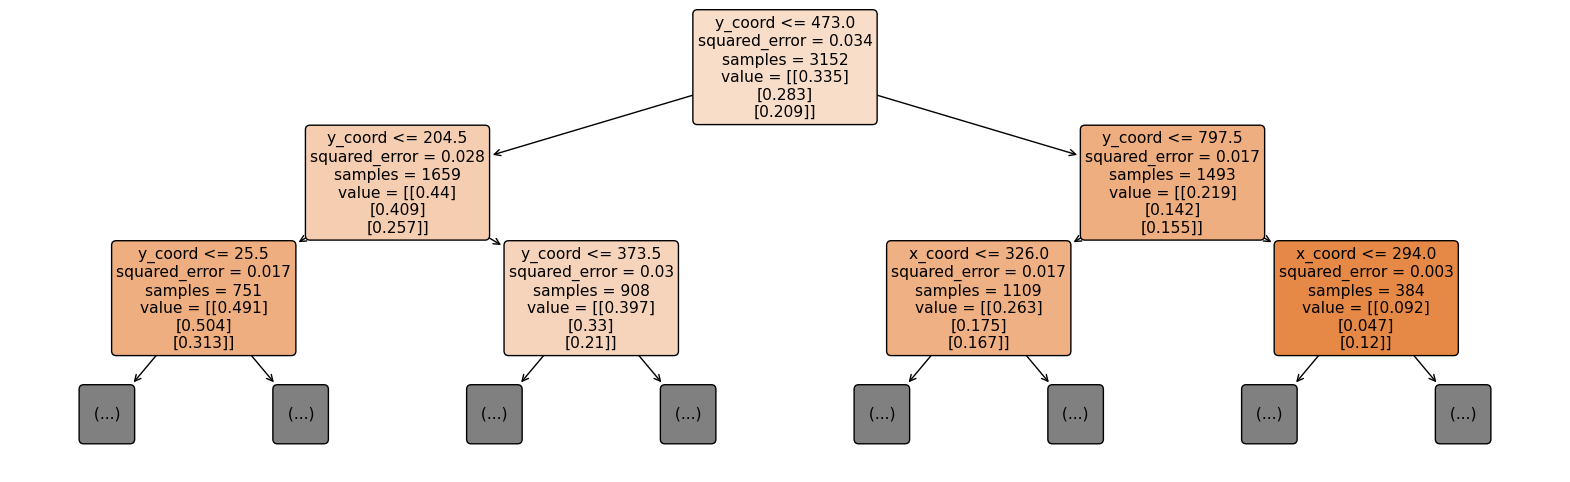 y_coord <= 473.0
squared_error = 0.034
samples = 3152
value = [[0.335]
[0.283]
[0.209]]
y_coord <= 204.5
squared_error = 0.028
samples = 1659
value = [[0.44]
[0.409]
[0.257]]
y_coord <= 797.5
squared_error = 0.017
samples = 1493
value = [[0.219]
[0.142]
[0.155]]
y_coord <= 25.5
squared_error = 0.017
samples = 751
value = [[0.491]
[0.504]
[0.313]]
y_coord <= 373.5
squared_error = 0.03
samples = 908
value = [[0.397]
[0.33]
[0.21]]
x_coord <= 326.0
squared_error = 0.017
samples = 1109
value = [[0.263]
[0.175]
[0.167]]
x_coord <= 294.0
squared_error = 0.003
samples = 384
value = [[0.092]
[0.047]
[0.12]]
(...)
(...)
(...)
(...)
(...)
(...)
(...)
(...)